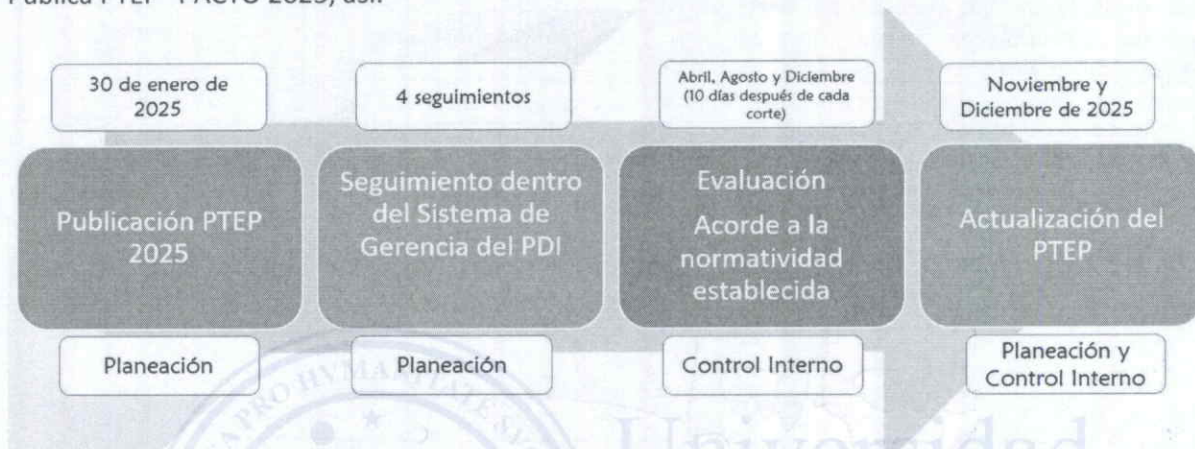 30 de enero de
2025
4 seguimientos
Abril, Agosto y Diciembre
(10 días después de cada
corte)
Noviembre y
Diciembre de 2025
Publicación PTEP
2025
Seguimiento dentro
del Sistema de
Gerencia del PDI
Evaluación
Acorde a la
normatividad
establecida
Actualización del
PTEP
Planeación
Planeación
Control Interno
Planeación y
Control Interno
PRO HVMANITATE
Universidad